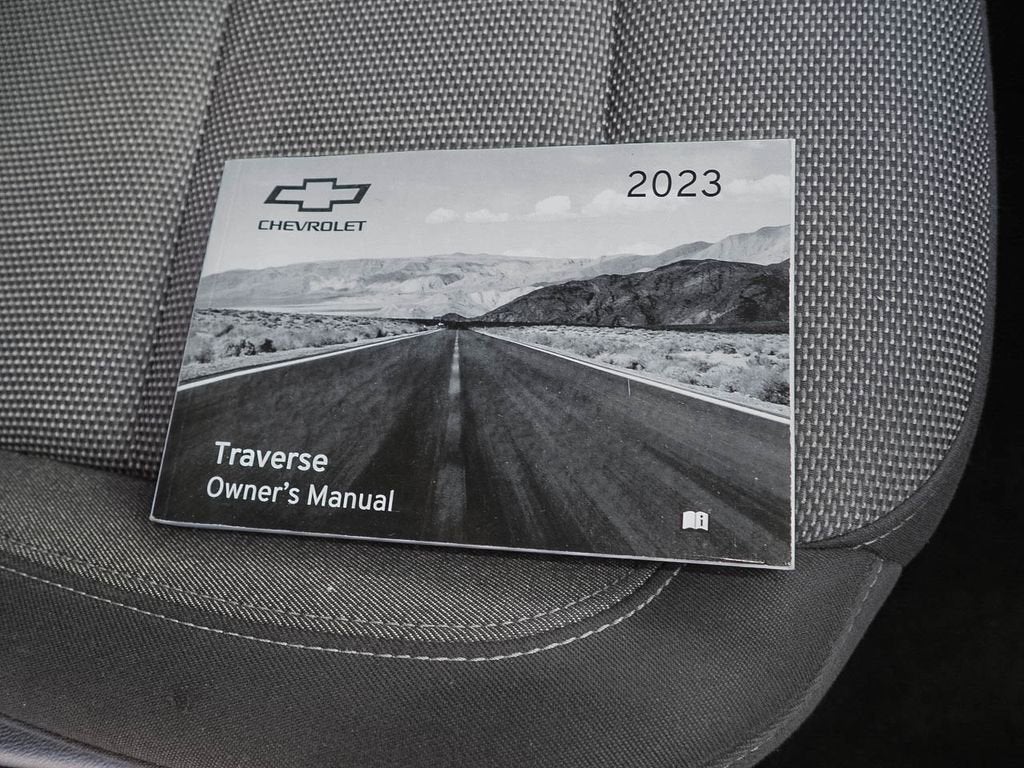 CHEVROLET
2023
Traverse
Owner's Manual
i